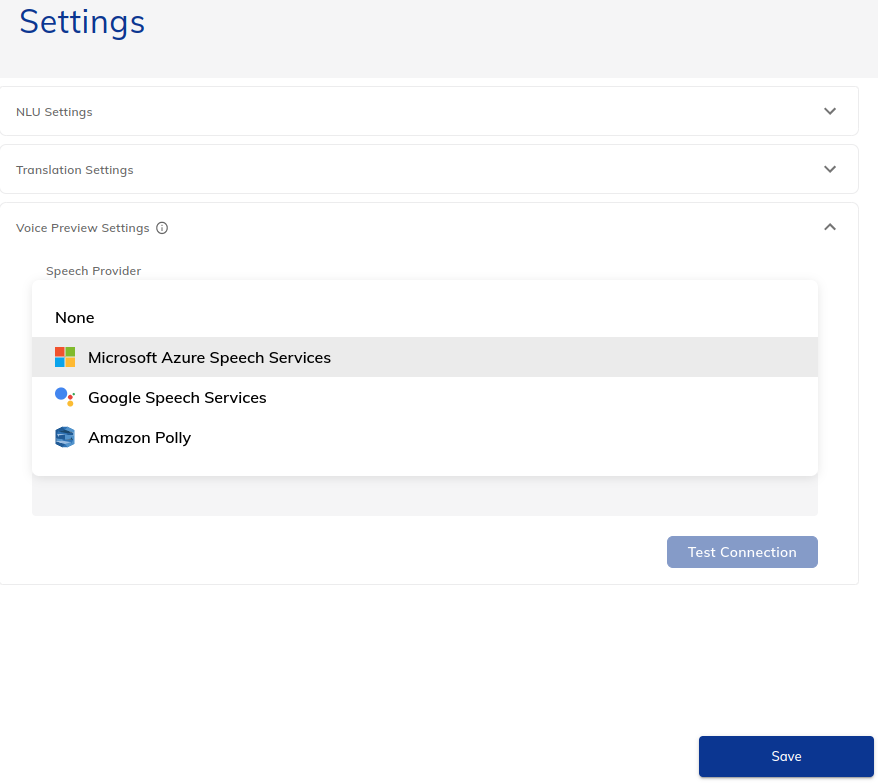 Settings
NLU Settings
Translation Settings
Voice Preview Settings
Speech Provider
None
Microsoft Azure Speech Services
Google Speech Services
Amazon Polly
Test Connection
Save